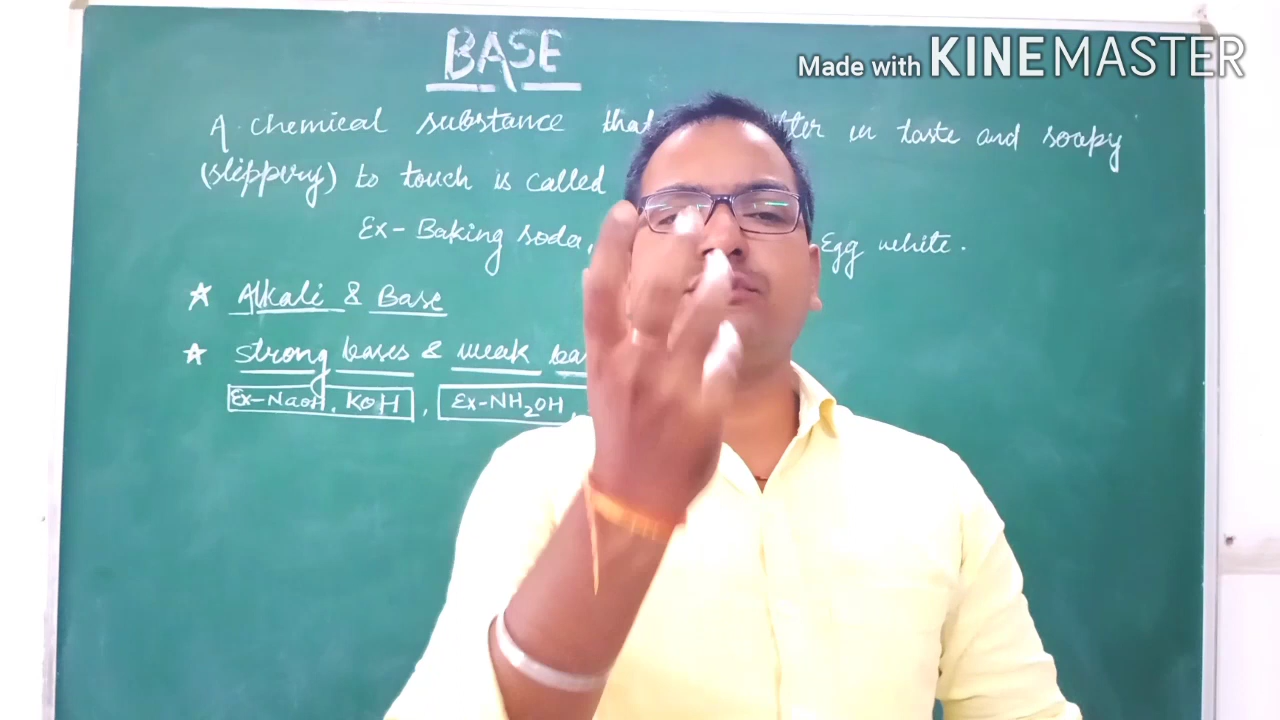 Made with KINEMASTER
BASE
A chemical substance that in taste and soapy
(slippery) to touch is called
Ex- Baking soda, Egg white.
★ Alkali & Base
★ strong bases & weak
Ex-NaoH, KOH, Ex-NH₂OH,